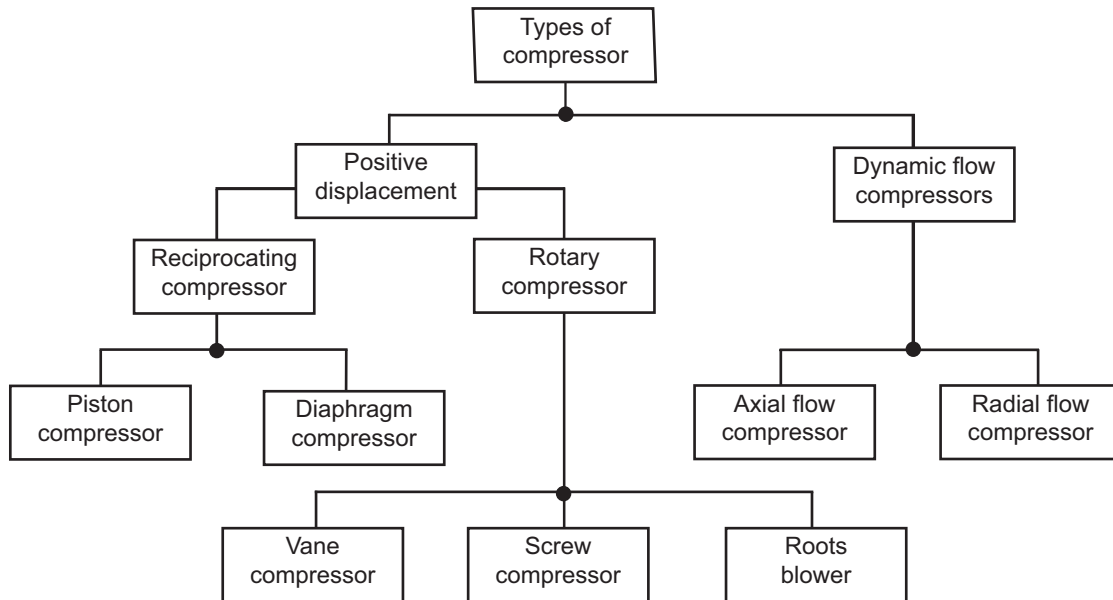 Types of
compressor
Positive
displacement
Dynamic flow
compressors
Reciprocating
compressor
Rotary
compressor
Piston
compressor
Diaphragm
compressor
Axial flow
compressor
Radial flow
compressor
Vane
compressor
Screw
compressor
Roots
blower